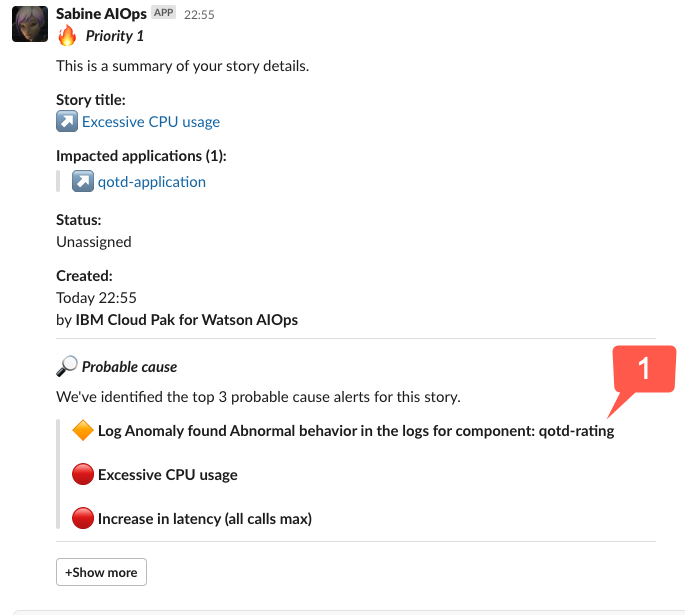 Sabine AIOps APP 22:55
Priority 1
This is a summary of your story details.
Story title:
Excessive CPU usage
Impacted applications (1):
qotd-application
Status:
Unassigned
Created:
Today 22:55
by IBM Cloud Pak for Watson AIOps
Probable cause
1
We've identified the top 3 probable cause alerts for this story.
Log Anomaly found Abnormal behavior in the logs for component: qotd-rating
Excessive CPU usage
Increase in latency (all calls max)
+Show more